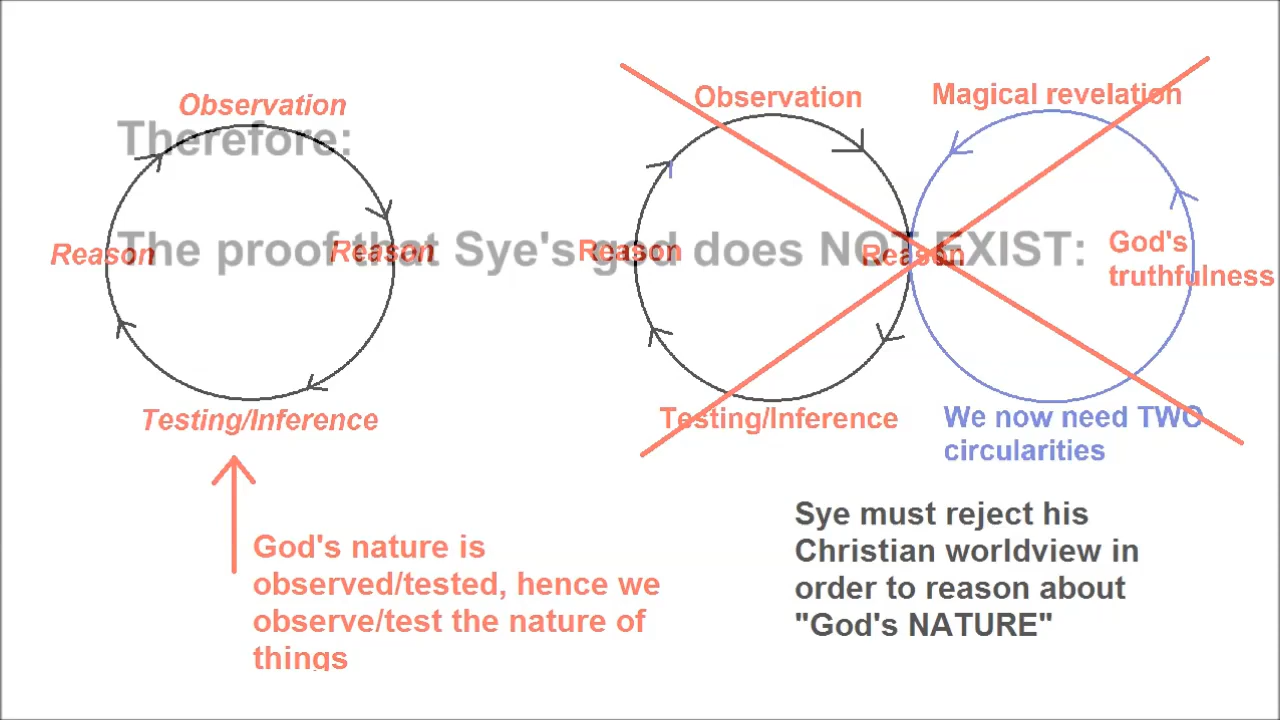 Observation
Therefore:
Reason
Reason
The proof that Sye's god does NOT EXIST:
Testing/Inference
God's nature is
observed/tested, hence we
observe/test the nature of
things
Observation
Magical revelation
Reason
Reason
God's
truthfulness
Testing/Inference
We now need TWO
circularities
Sye must reject his
Christian worldview in
order to reason about
"God's NATURE"